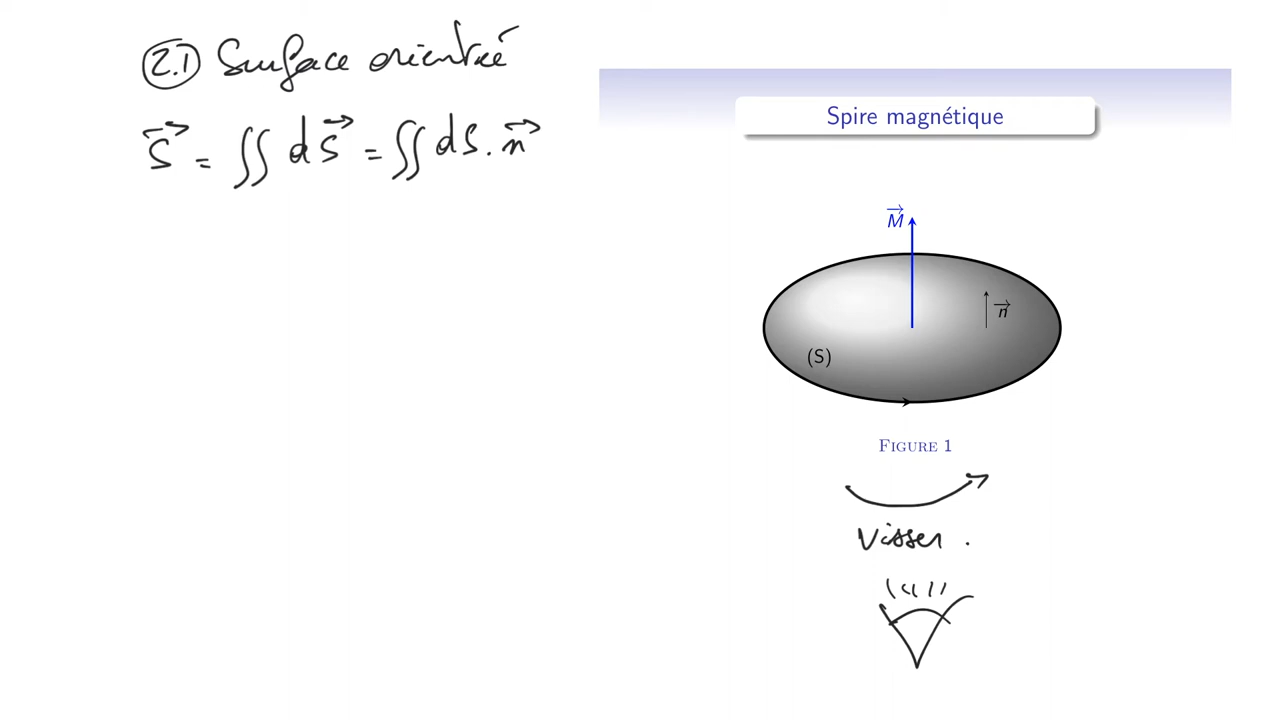 2.1 Surface orientée
S⃗ = ∬ dS⃗ = ∬ dS . n⃗
Spire magnétique
M⃗
n⃗
(S)
FIGURE 1
Visser .